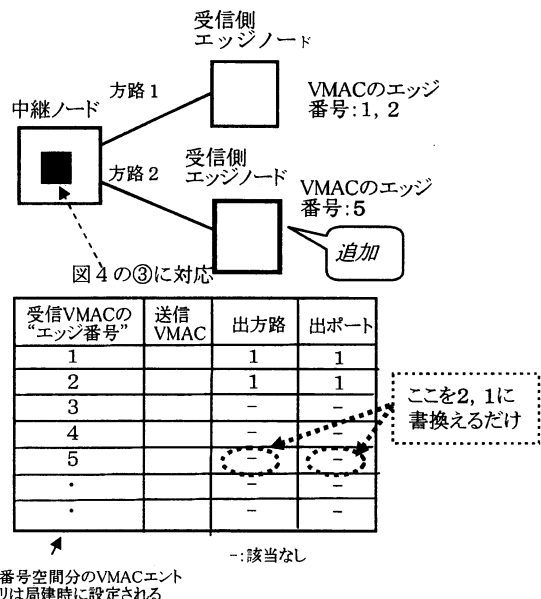 受信側
エッジノード
方路1
VMACのエッジ
番号:1, 2
中継ノード
方路2
受信側
エッジノード
VMACのエッジ
番号:5
追加
図4の③に対応
受信VMACの
“エッジ番号”
送信
VMAC
出方路
出ポート
1 1 1
2 1 1
3 - -
4 - -
5 - -
・ - -
・ - -
ここを2, 1に
書換えるだけ
-:該当なし
番号空間分のVMACエント
リは局建時に設定される